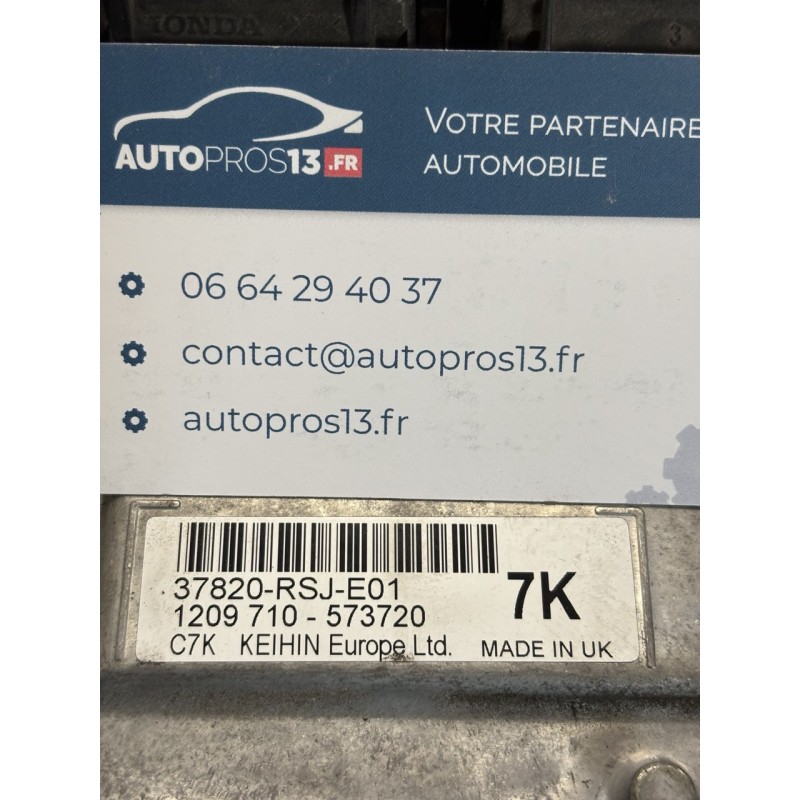 HONDA
3
AUTOPROS13.FR
VOTRE PARTENAIRE
AUTOMOBILE
06 64 29 40 37
contact@autopros13.fr
autopros13.fr
37820-RSJ-E01
7K
1209 710 - 573720
C7K KEIHIN Europe Ltd. MADE IN UK